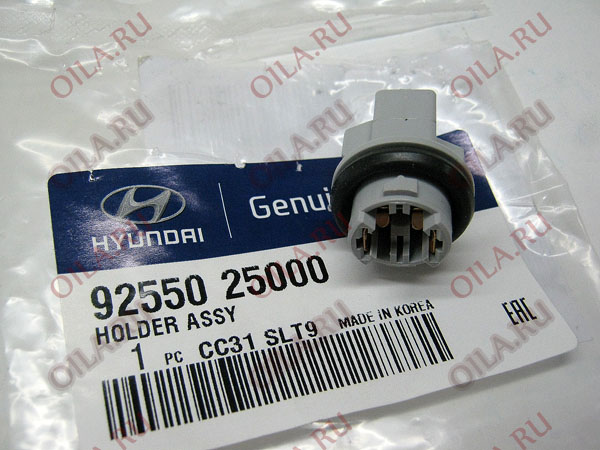 HYUNDAI
Genui
92550 25000
HOLDER ASSY
1 PC CC31 SLT9 MADE IN KOREA
EAC
OILA.RU